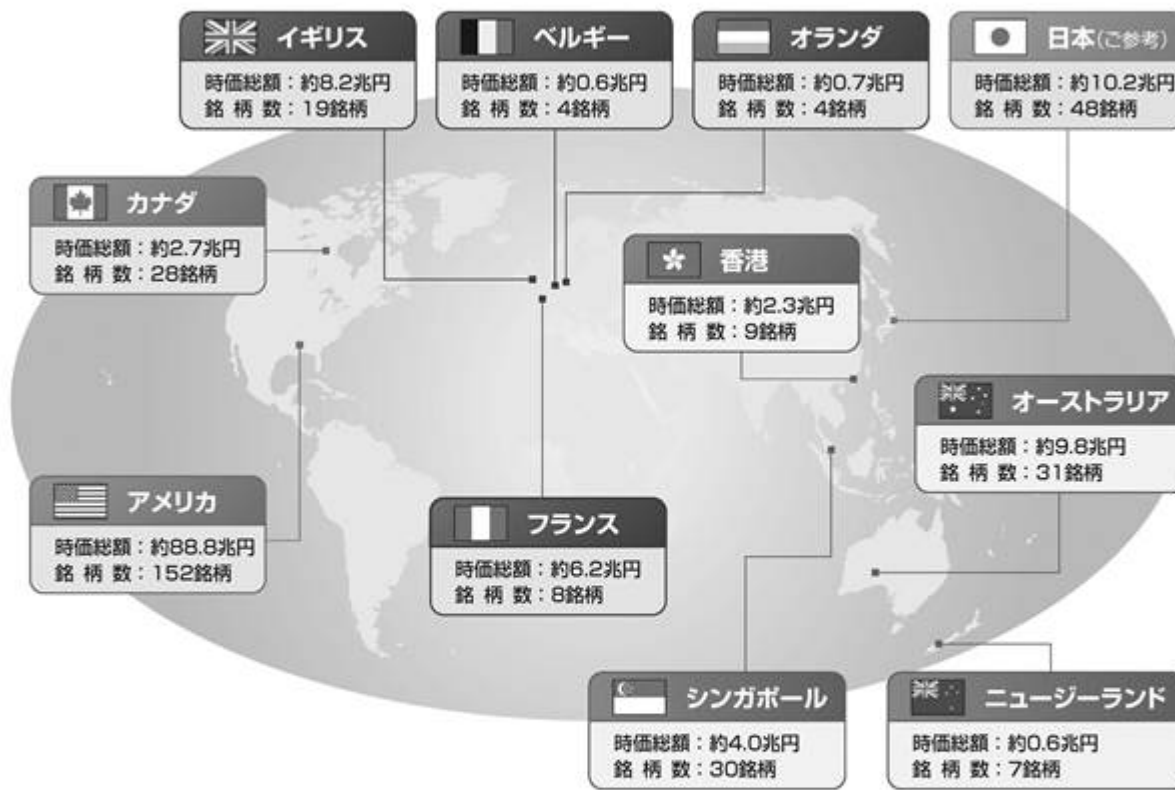 イギリス
時価総額：約8.2兆円
銘柄数：19銘柄
ベルギー
時価総額：約0.6兆円
銘柄数：4銘柄
オランダ
時価総額：約0.7兆円
銘柄数：4銘柄
日本(ご参考)
時価総額：約10.2兆円
銘柄数：48銘柄
カナダ
時価総額：約2.7兆円
銘柄数：28銘柄
香港
時価総額：約2.3兆円
銘柄数：9銘柄
オーストラリア
時価総額：約9.8兆円
銘柄数：31銘柄
アメリカ
時価総額：約88.8兆円
銘柄数：152銘柄
フランス
時価総額：約6.2兆円
銘柄数：8銘柄
シンガポール
時価総額：約4.0兆円
銘柄数：30銘柄
ニュージーランド
時価総額：約0.6兆円
銘柄数：7銘柄